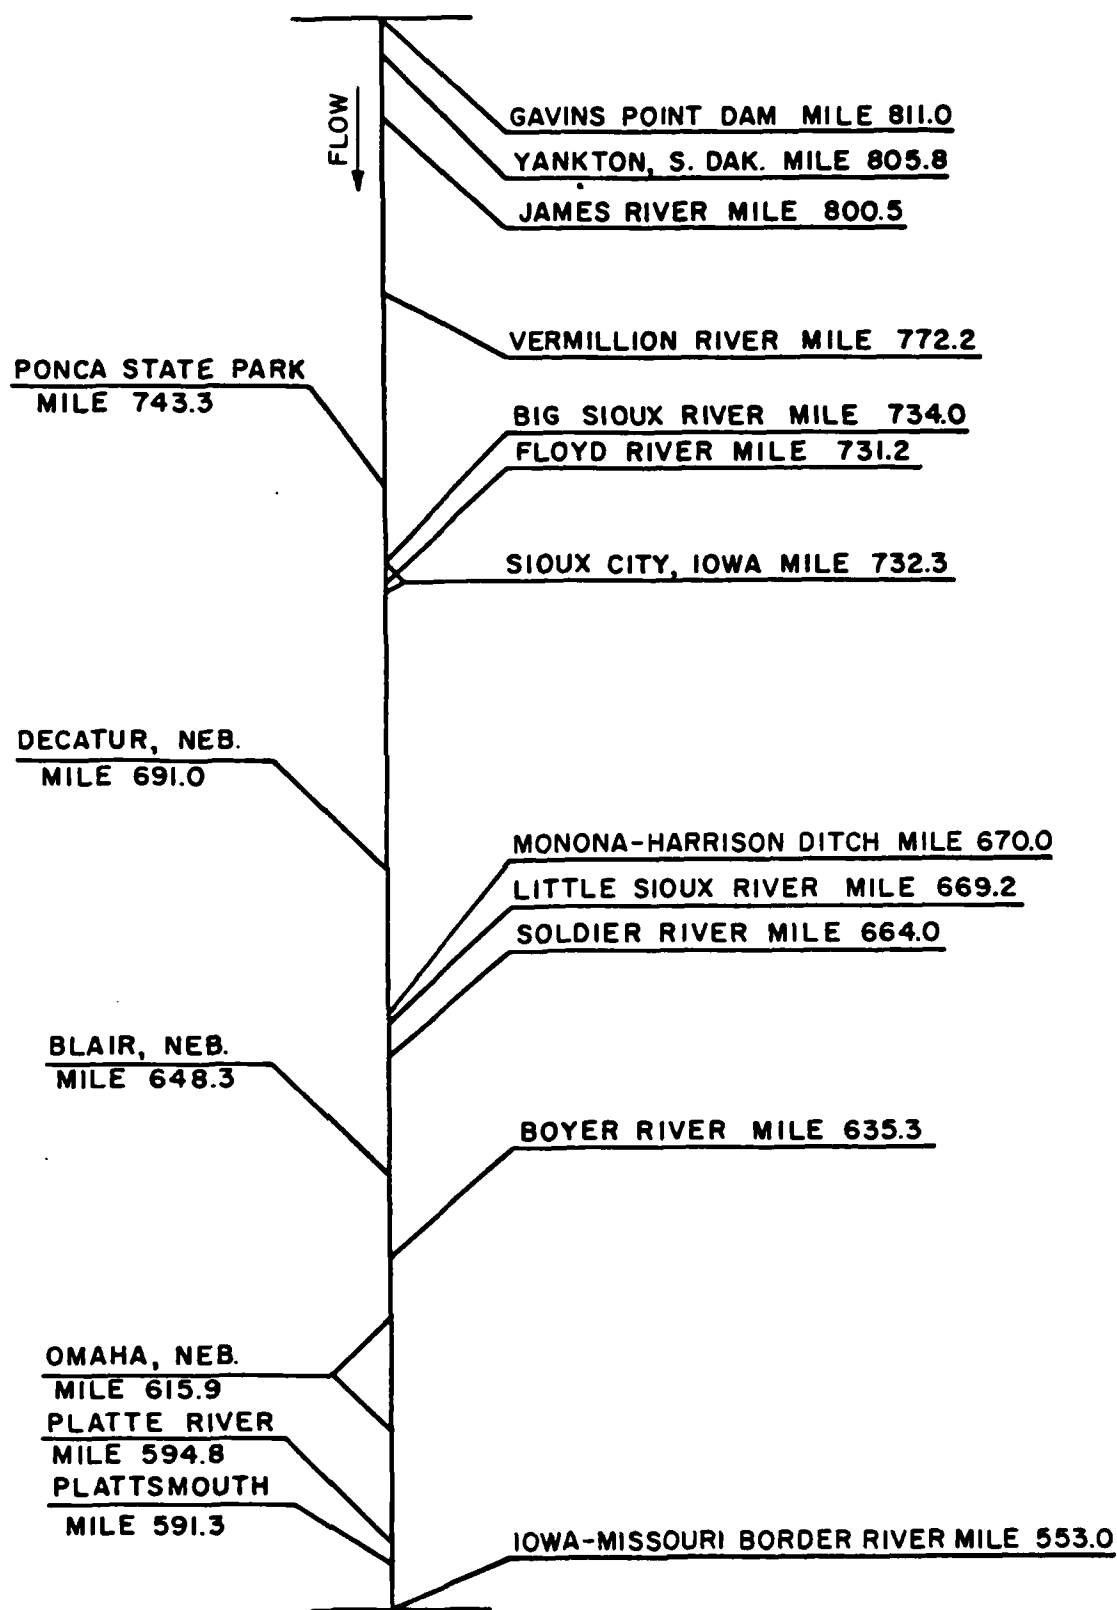 FLOW
GAVINS POINT DAM MILE 811.0
YANKTON, S. DAK. MILE 805.8
JAMES RIVER MILE 800.5
VERMILLION RIVER MILE 772.2
PONCA STATE PARK
MILE 743.3
BIG SIOUX RIVER MILE 734.0
FLOYD RIVER MILE 731.2
SIOUX CITY, IOWA MILE 732.3
DECATUR, NEB.
MILE 691.0
MONONA-HARRISON DITCH MILE 670.0
LITTLE SIOUX RIVER MILE 669.2
SOLDIER RIVER MILE 664.0
BLAIR, NEB.
MILE 648.3
BOYER RIVER MILE 635.3
OMAHA, NEB.
MILE 615.9
PLATTE RIVER
MILE 594.8
PLATTSMOUTH
MILE 591.3
IOWA-MISSOURI BORDER RIVER MILE 553.0